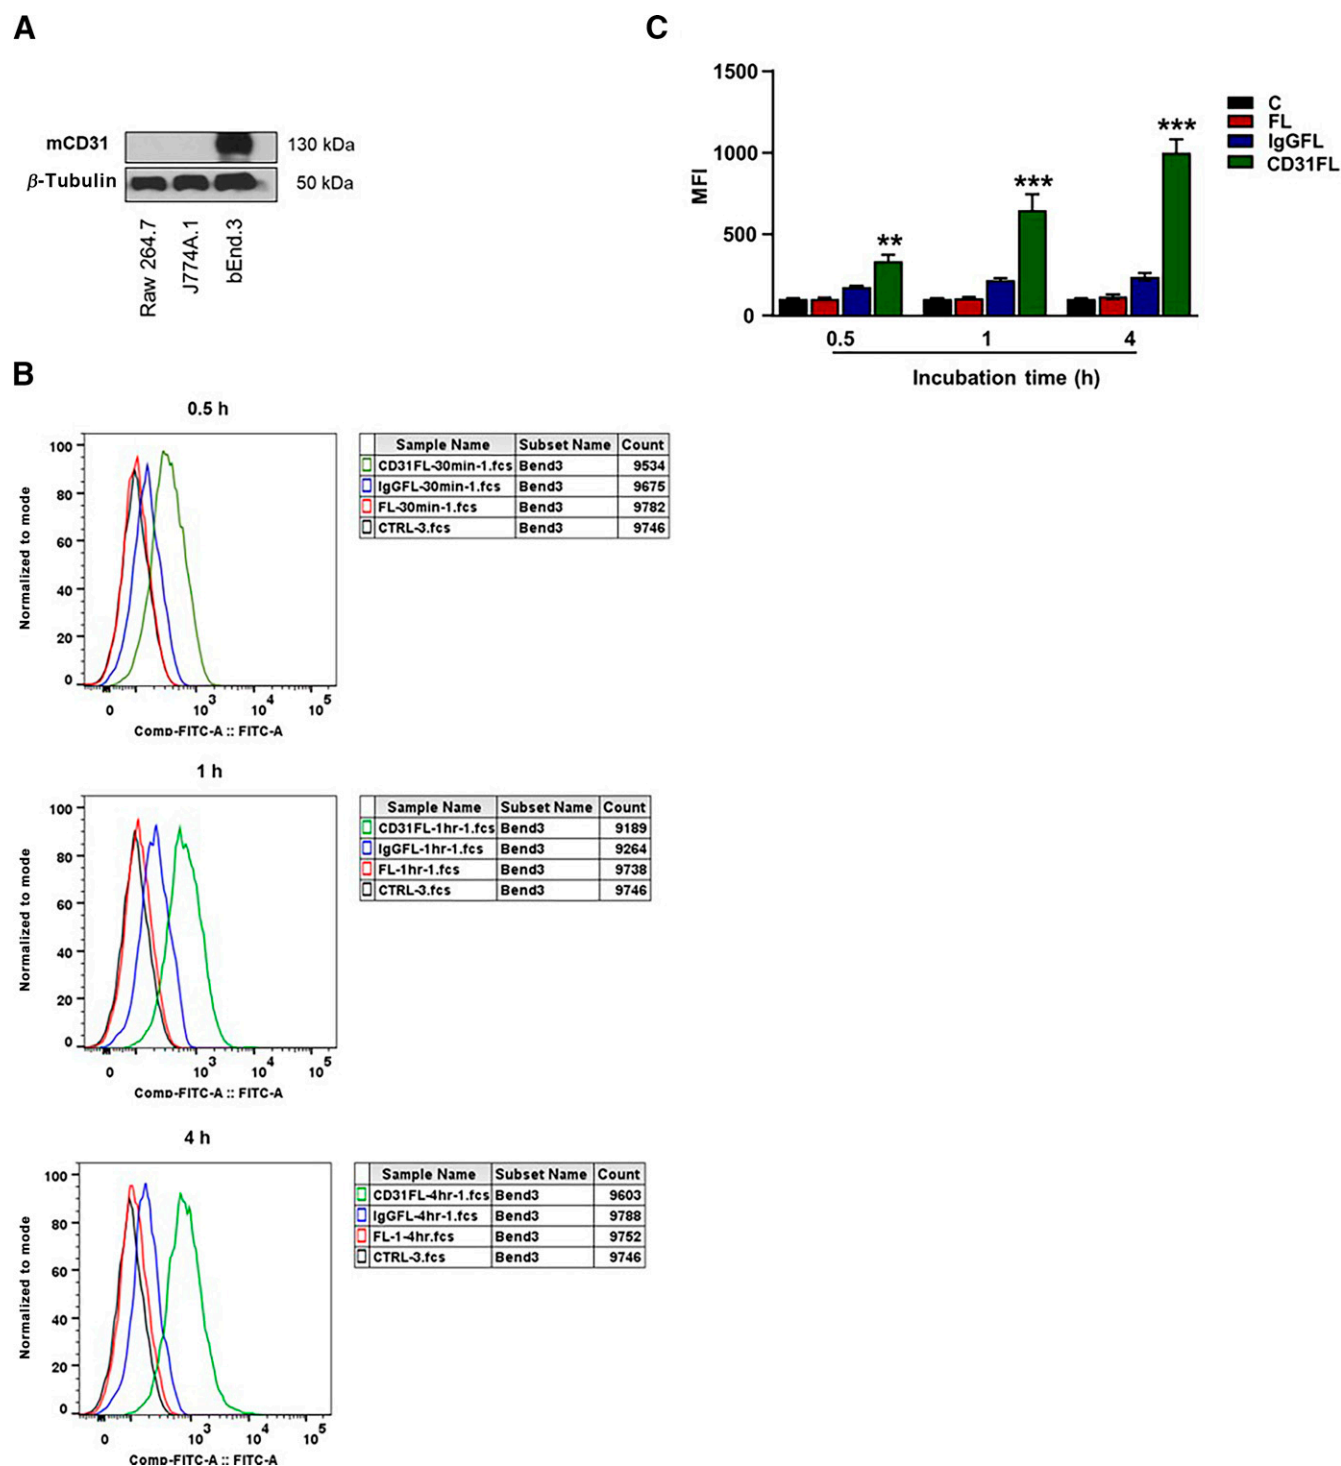 A
mCD31
130 kDa
β-Tubulin
50 kDa
Raw 264.7
J774A.1
bEnd.3
C
1500
1000
500
0
MFI
**
***
***
0.5
1
4
Incubation time (h)
C
FL
IgGFL
CD31FL
B
0.5 h
100
80
60
40
20
0
Normalized to mode
0
10³
10⁴
10⁵
Comp-FITC-A :: FITC-A
Sample Name Subset Name Count
CD31FL-30min-1.fcs Bend3 9534
IgGFL-30min-1.fcs Bend3 9675
FL-30min-1.fcs Bend3 9782
CTRL-3.fcs Bend3 9746
1 h
100
80
60
40
20
0
Normalized to mode
0
10³
10⁴
10⁵
Comp-FITC-A :: FITC-A
Sample Name Subset Name Count
CD31FL-1hr-1.fcs Bend3 9189
IgGFL-1hr-1.fcs Bend3 9264
FL-1hr-1.fcs Bend3 9738
CTRL-3.fcs Bend3 9746
4 h
100
80
60
40
20
0
Normalized to mode
0
10³
10⁴
10⁵
Comp-FITC-A :: FITC-A
Sample Name Subset Name Count
CD31FL-4hr-1.fcs Bend3 9603
IgGFL-4hr-1.fcs Bend3 9788
FL-1-4hr.fcs Bend3 9752
CTRL-3.fcs Bend3 9746